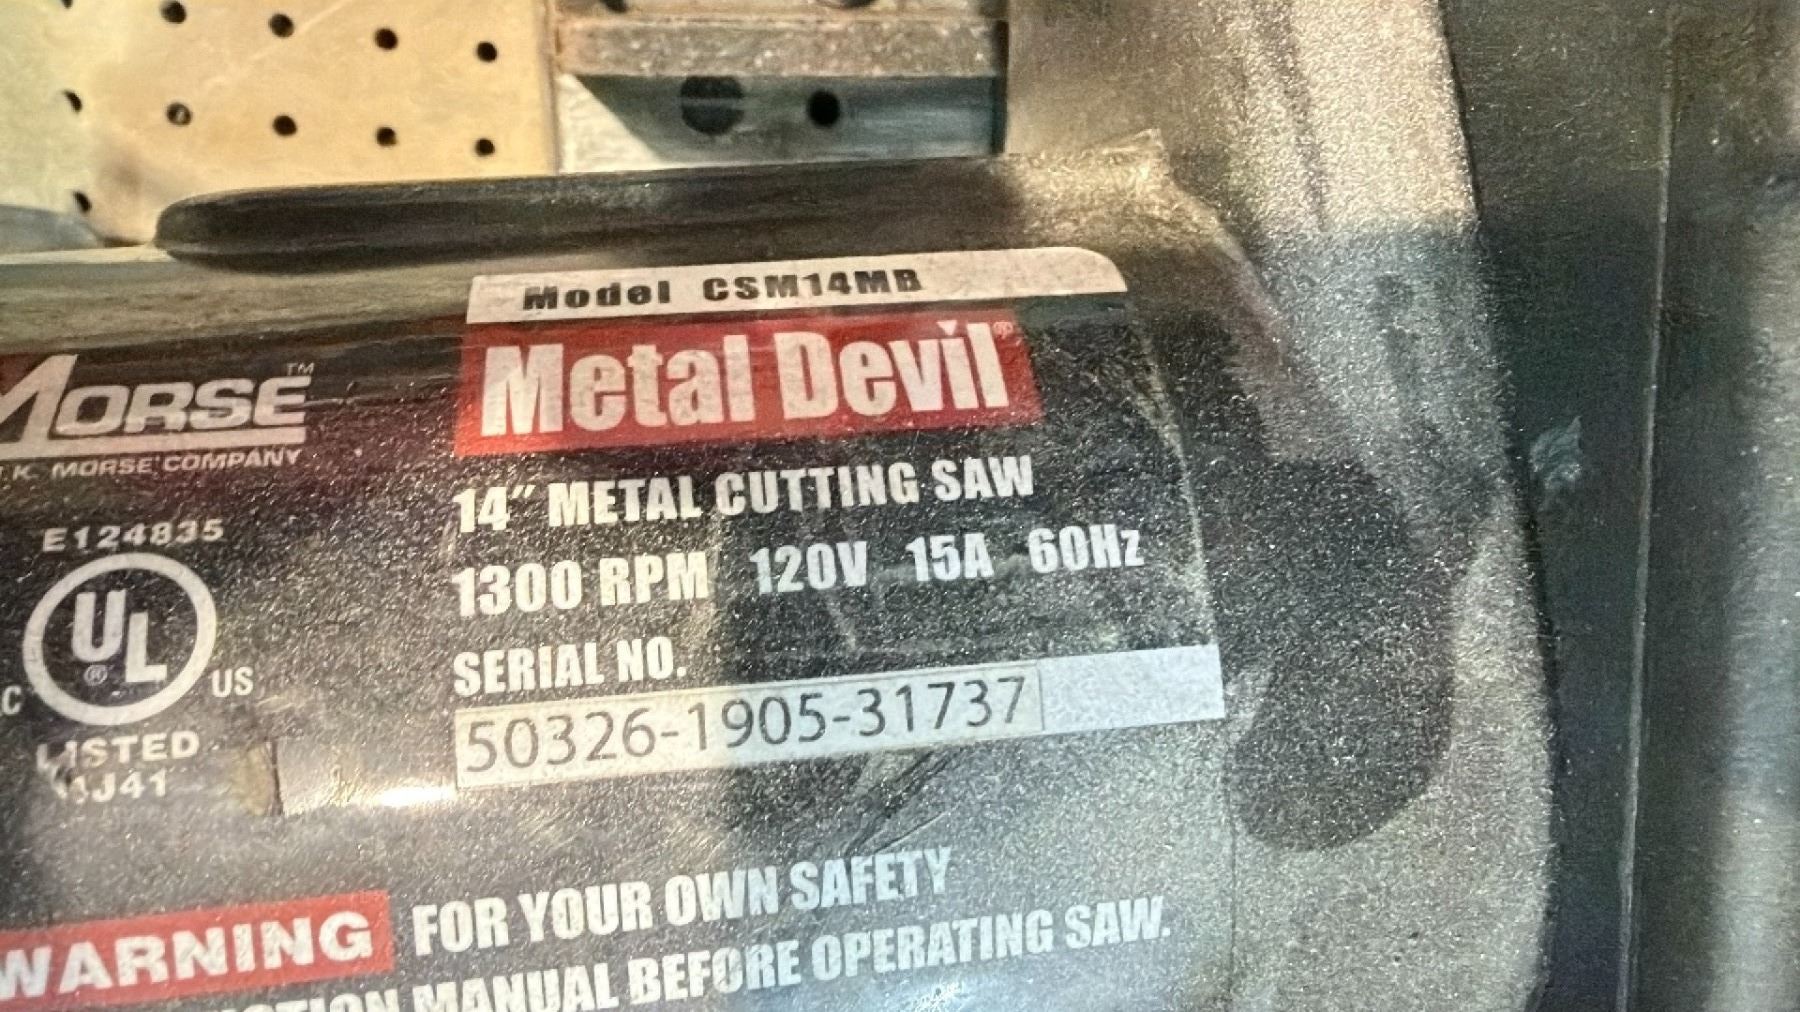 Model CSM14MB
Metal Devil®
MORSE™
.K. MORSE COMPANY
14" METAL CUTTING SAW
1300 RPM 120V 15A 60Hz
E124835
UL®
C US
LISTED
SERIAL NO.
50326-1905-31737
WARNING FOR YOUR OWN SAFETY
MANUAL BEFORE OPERATING SAW.